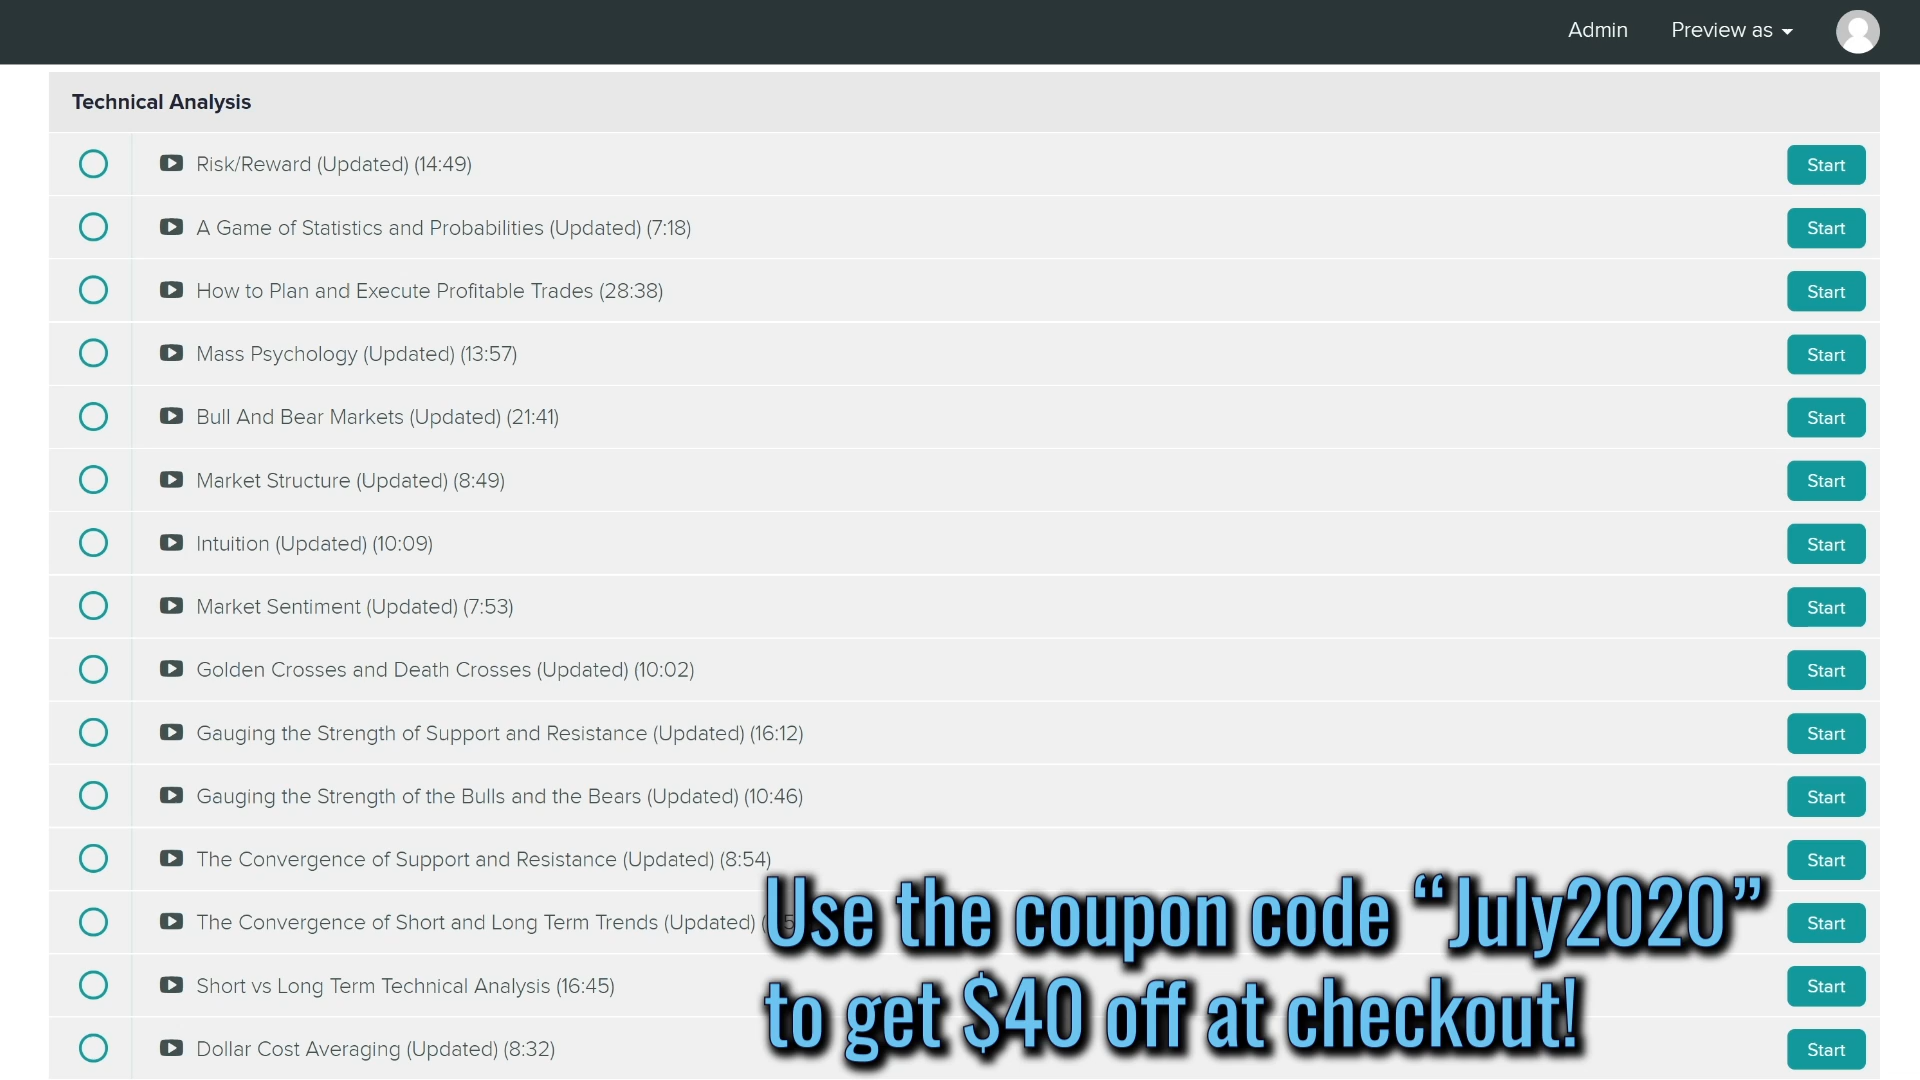 Admin Preview as
Technical Analysis
Risk/Reward (Updated) (14:49) Start
A Game of Statistics and Probabilities (Updated) (7:18) Start
How to Plan and Execute Profitable Trades (28:38) Start
Mass Psychology (Updated) (13:57) Start
Bull And Bear Markets (Updated) (21:41) Start
Market Structure (Updated) (8:49) Start
Intuition (Updated) (10:09) Start
Market Sentiment (Updated) (7:53) Start
Golden Crosses and Death Crosses (Updated) (10:02) Start
Gauging the Strength of Support and Resistance (Updated) (16:12) Start
Gauging the Strength of the Bulls and the Bears (Updated) (10:46) Start
The Convergence of Support and Resistance (Updated) (8:54) Start
The Convergence of Short and Long Term Trends (Updated) Start
Short vs Long Term Technical Analysis (16:45) Start
Dollar Cost Averaging (Updated) (8:32) Start
Use the coupon code “July2020”
to get $40 off at checkout!